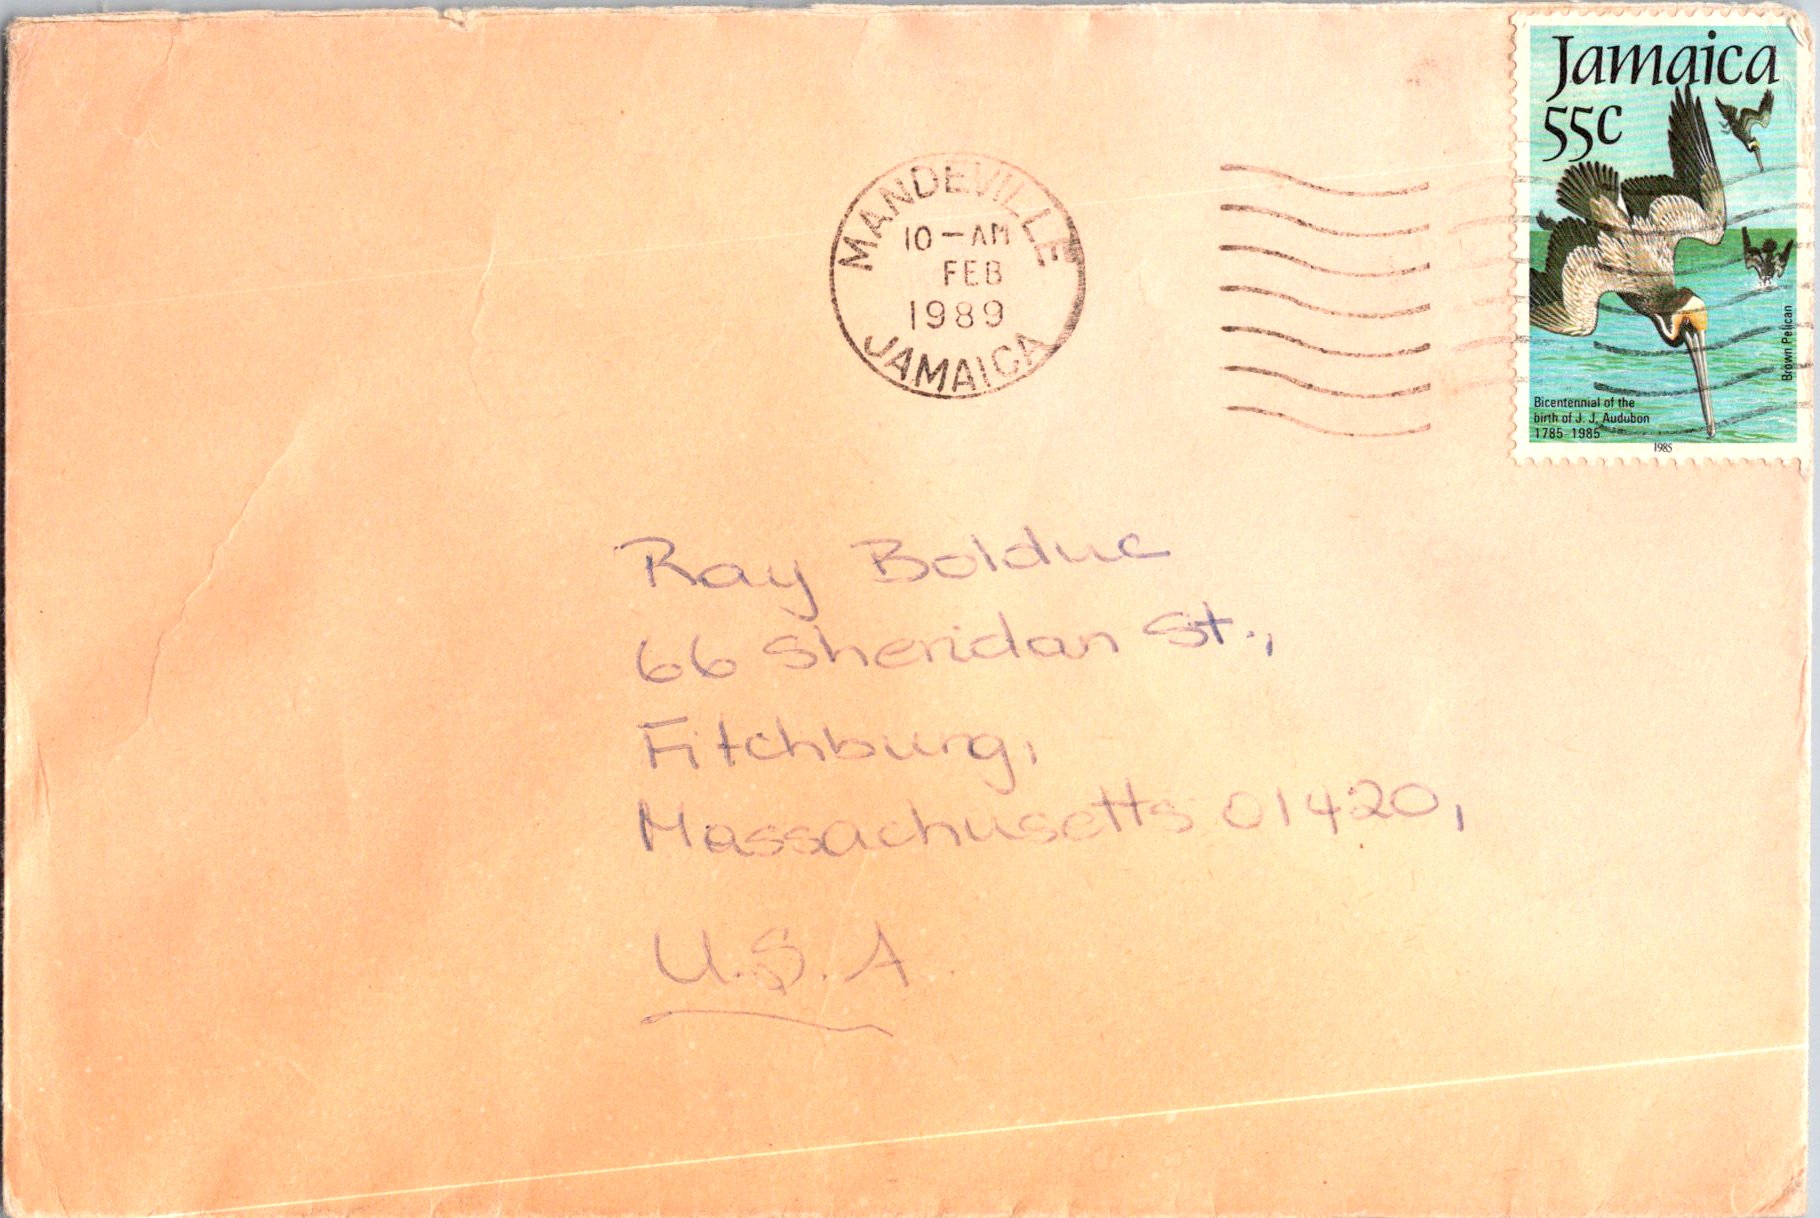 Jamaica
55c
Brown Pelican
Bicentennial of the
birth of J. J. Audubon
1785-1985
1985
MANDEVILLE
10-AM
FEB
1989
JAMAICA
Ray Bolduc
66 Sheridan St.,
Fitchburg,
Massachusetts 01420,
U.S.A.